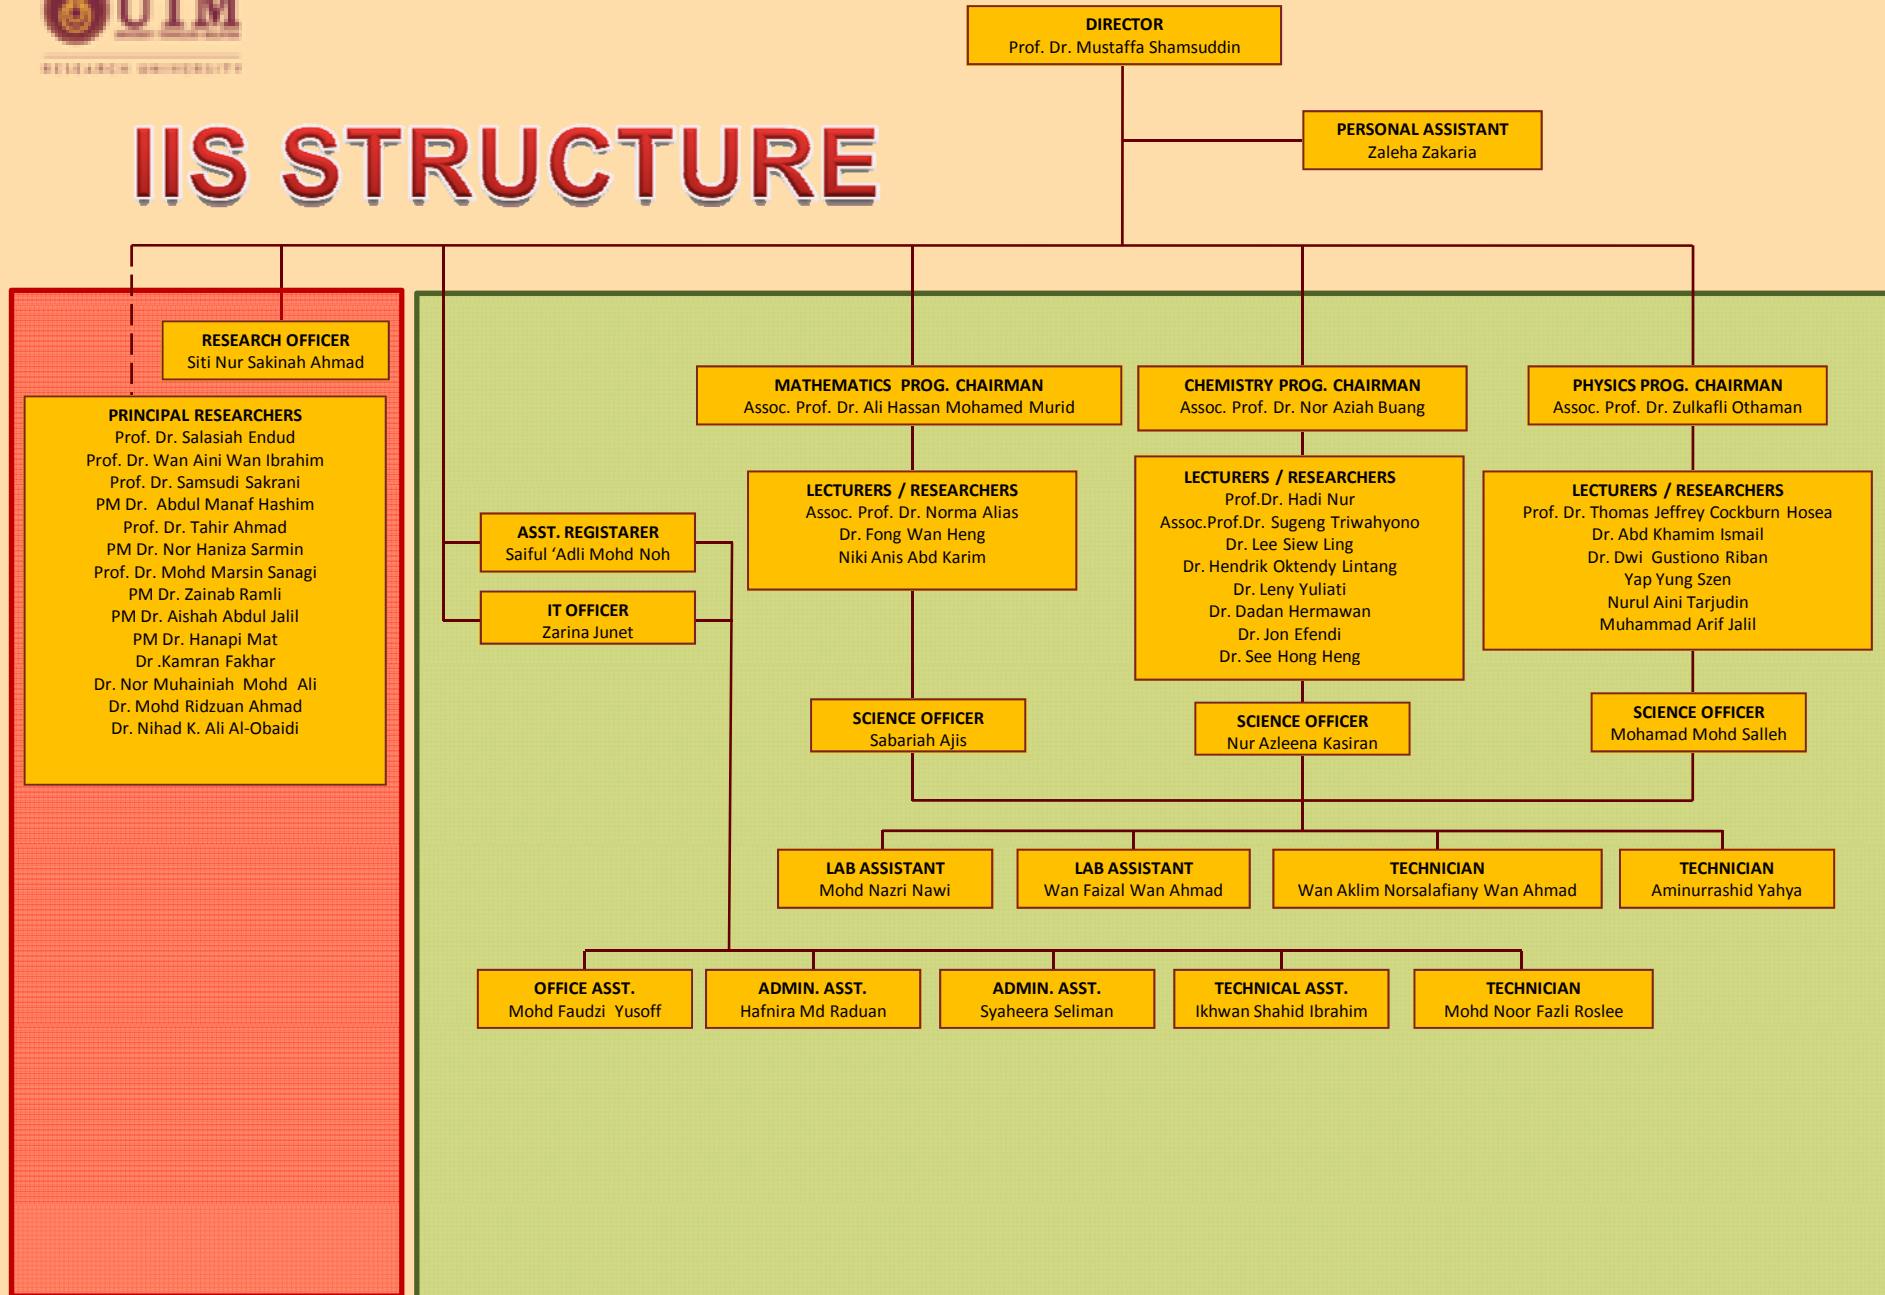 UTM
RESEARCH UNIVERSITY
IIS STRUCTURE
DIRECTOR
Prof. Dr. Mustaffa Shamsuddin
PERSONAL ASSISTANT
Zaleha Zakaria
RESEARCH OFFICER
Siti Nur Sakinah Ahmad
PRINCIPAL RESEARCHERS
Prof. Dr. Salasiah Endud
Prof. Dr. Wan Aini Wan Ibrahim
Prof. Dr. Samsudi Sakrani
PM Dr. Abdul Manaf Hashim
Prof. Dr. Tahir Ahmad
PM Dr. Nor Haniza Sarmin
Prof. Dr. Mohd Marsin Sanagi
PM Dr. Zainab Ramli
PM Dr. Aishah Abdul Jalil
PM Dr. Hanapi Mat
Dr .Kamran Fakhar
Dr. Nor Muhainiah Mohd Ali
Dr. Mohd Ridzuan Ahmad
Dr. Nihad K. Ali Al-Obaidi
ASST. REGISTARER
Saiful ‘Adli Mohd Noh
IT OFFICER
Zarina Junet
MATHEMATICS PROG. CHAIRMAN
Assoc. Prof. Dr. Ali Hassan Mohamed Murid
LECTURERS / RESEARCHERS
Assoc. Prof. Dr. Norma Alias
Dr. Fong Wan Heng
Niki Anis Abd Karim
SCIENCE OFFICER
Sabariah Ajis
CHEMISTRY PROG. CHAIRMAN
Assoc. Prof. Dr. Nor Aziah Buang
LECTURERS / RESEARCHERS
Prof.Dr. Hadi Nur
Assoc.Prof.Dr. Sugeng Triwahyono
Dr. Lee Siew Ling
Dr. Hendrik Oktendy Lintang
Dr. Leny Yuliati
Dr. Dadan Hermawan
Dr. Jon Efendi
Dr. See Hong Heng
SCIENCE OFFICER
Nur Azleena Kasiran
PHYSICS PROG. CHAIRMAN
Assoc. Prof. Dr. Zulkafli Othaman
LECTURERS / RESEARCHERS
Prof. Dr. Thomas Jeffrey Cockburn Hosea
Dr. Abd Khamim Ismail
Dr. Dwi Gustiono Riban
Yap Yung Szen
Nurul Aini Tarjudin
Muhammad Arif Jalil
SCIENCE OFFICER
Mohamad Mohd Salleh
LAB ASSISTANT
Mohd Nazri Nawi
LAB ASSISTANT
Wan Faizal Wan Ahmad
TECHNICIAN
Wan Aklim Norsalafiany Wan Ahmad
TECHNICIAN
Aminurrashid Yahya
OFFICE ASST.
Mohd Faudzi Yusoff
ADMIN. ASST.
Hafnira Md Raduan
ADMIN. ASST.
Syaheera Seliman
TECHNICAL ASST.
Ikhwan Shahid Ibrahim
TECHNICIAN
Mohd Noor Fazli Roslee